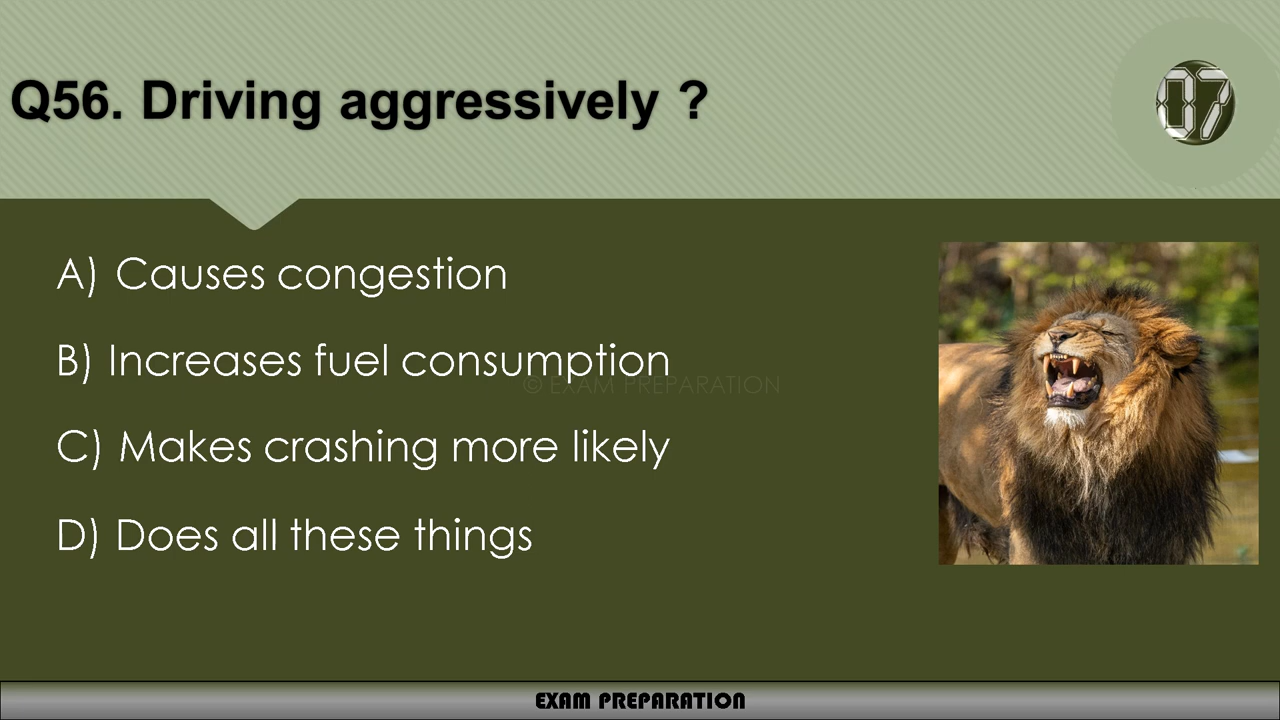 Q56. Driving aggressively ?
07
A) Causes congestion
B) Increases fuel consumption
© EXAM PREPARATION
C) Makes crashing more likely
D) Does all these things
EXAM PREPARATION